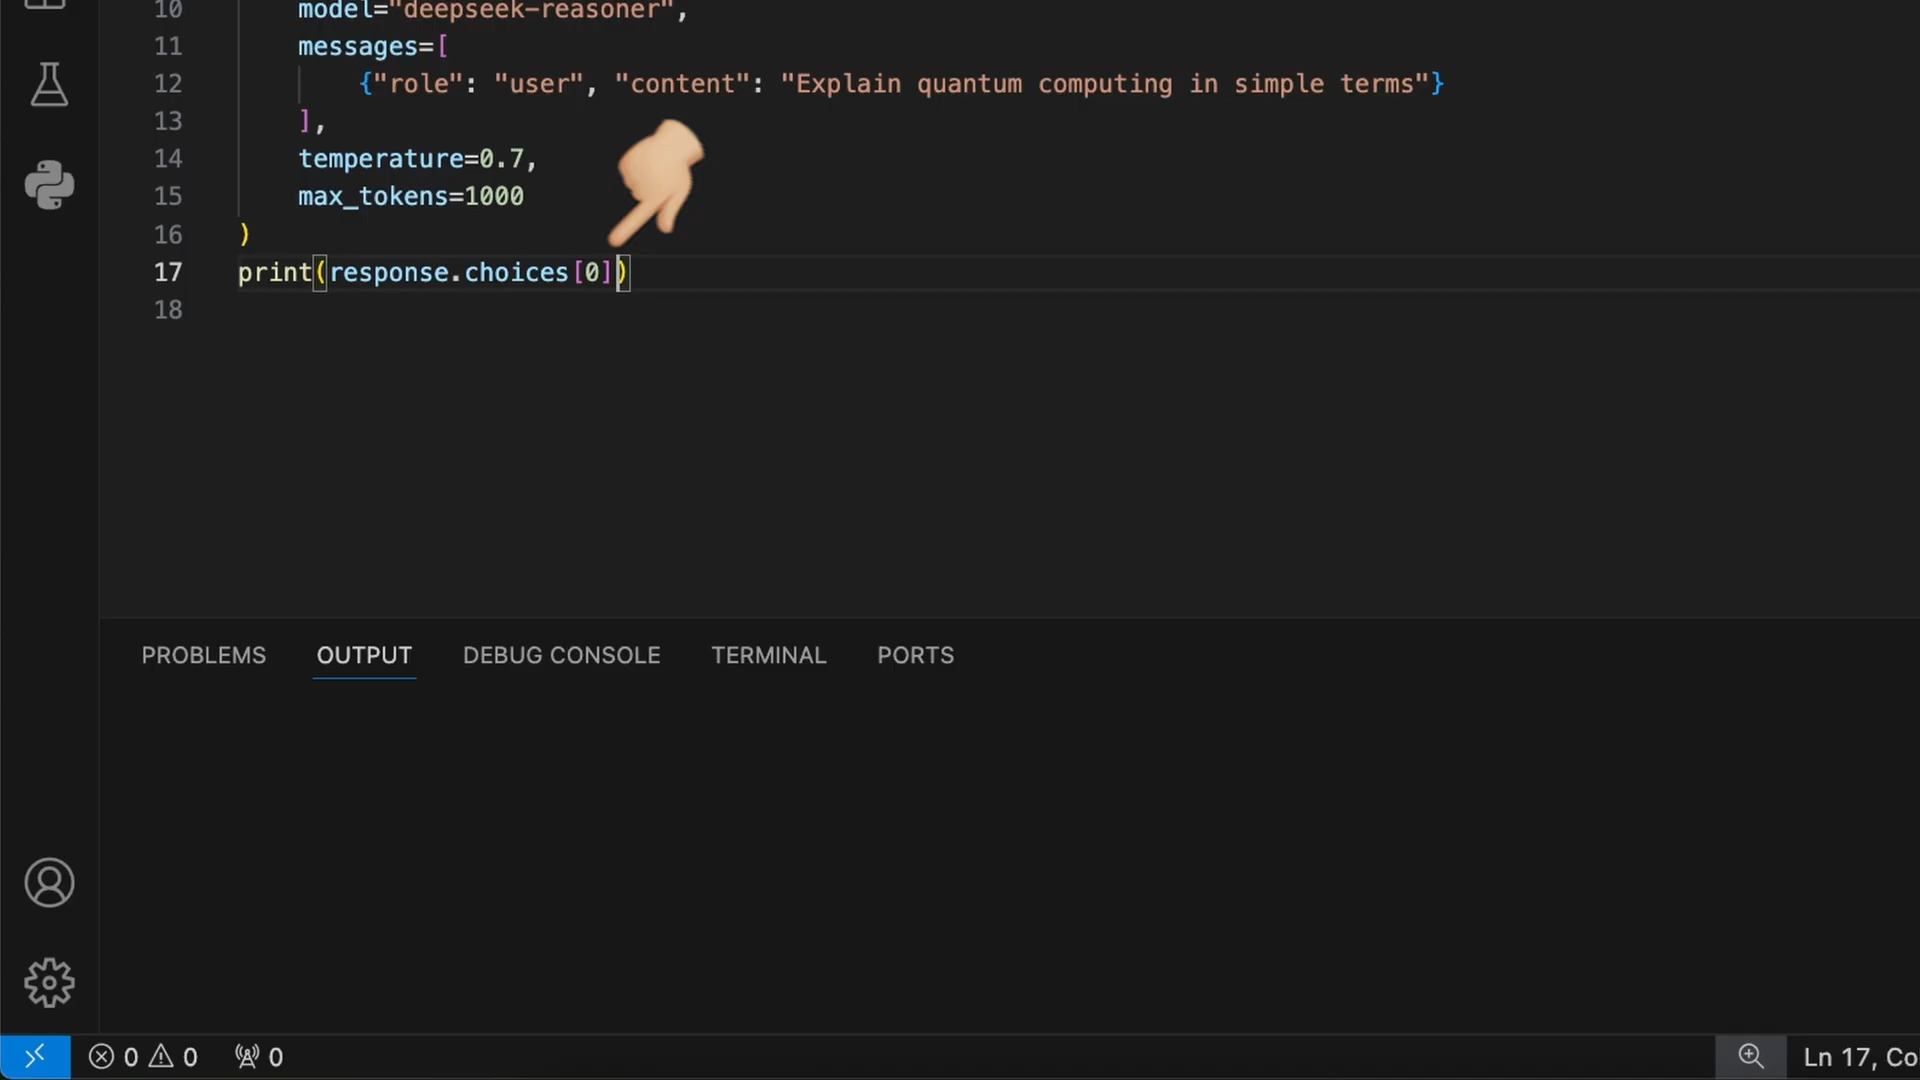 10 model="deepseek-reasoner",
11 messages=[
12 {"role": "user", "content": "Explain quantum computing in simple terms"}
13 ],
14 temperature=0.7,
15 max_tokens=1000
16 )
17 print(response.choices[0])
18
PROBLEMS OUTPUT DEBUG CONSOLE TERMINAL PORTS
0 0 0 Ln 17, Co